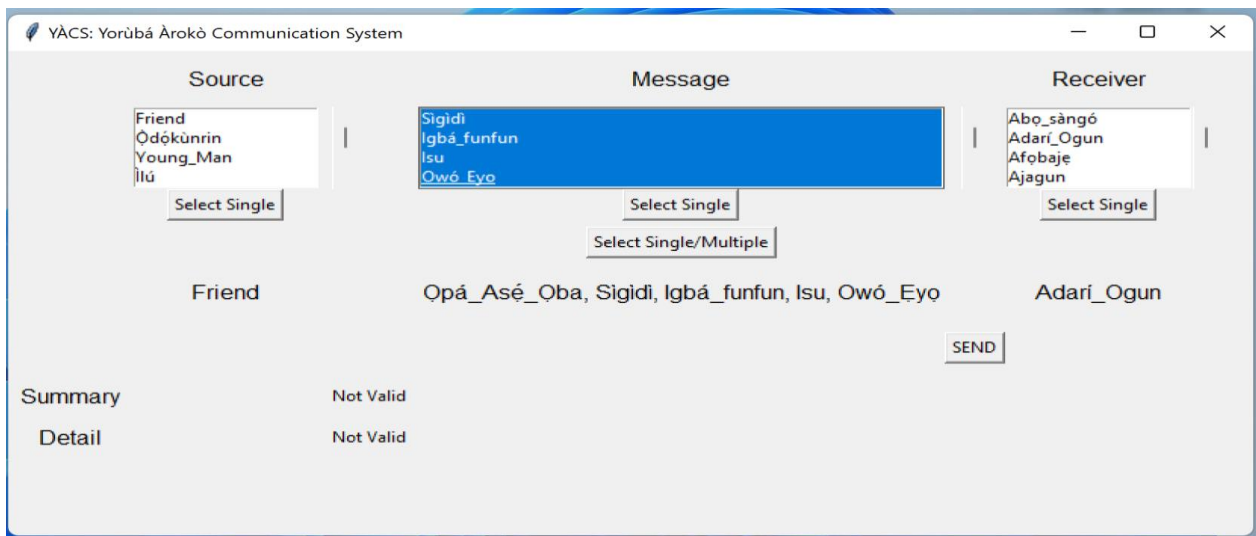 YÀCS: Yorùbá Àrokò Communication System
Source Message Receiver
Friend
Ọ̀dọ́kùnrin
Young_Man
Ìlú
Sìgìdì
Igbá_funfun
Isu
Owó_Ẹyọ
Abọ_sàngó
Adarí_Ogun
Afọbajẹ
Ajagun
Select Single Select Single Select Single
Select Single/Multiple
Friend Ọpá_Asẹ́_Ọba, Sìgìdì, Igbá_funfun, Isu, Owó_Ẹyọ Adarí_Ogun
SEND
Summary Not Valid
Detail Not Valid